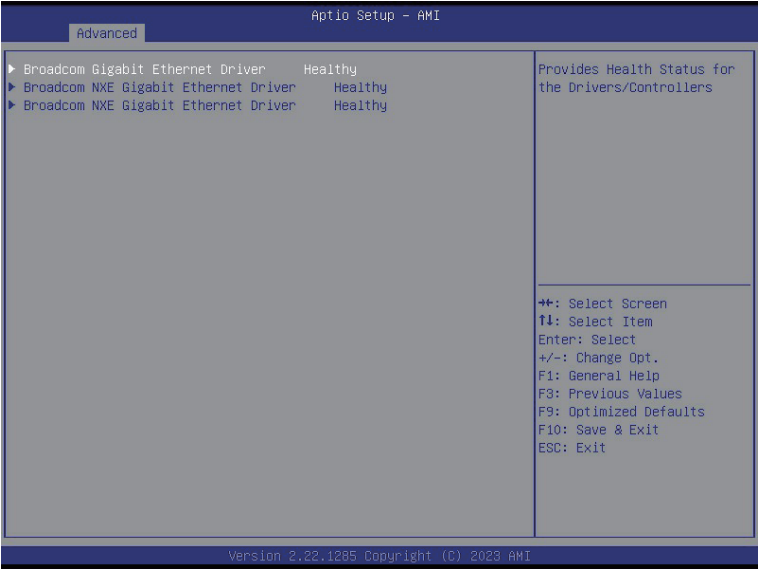 Aptio Setup – AMI
Advanced
Broadcom Gigabit Ethernet Driver Healthy
Broadcom NXE Gigabit Ethernet Driver Healthy
Broadcom NXE Gigabit Ethernet Driver Healthy
Provides Health Status for
the Drivers/Controllers
→←: Select Screen
↑↓: Select Item
Enter: Select
+/-: Change Opt.
F1: General Help
F3: Previous Values
F9: Optimized Defaults
F10: Save & Exit
ESC: Exit
Version 2.22.1285 Copyright (C) 2023 AMI